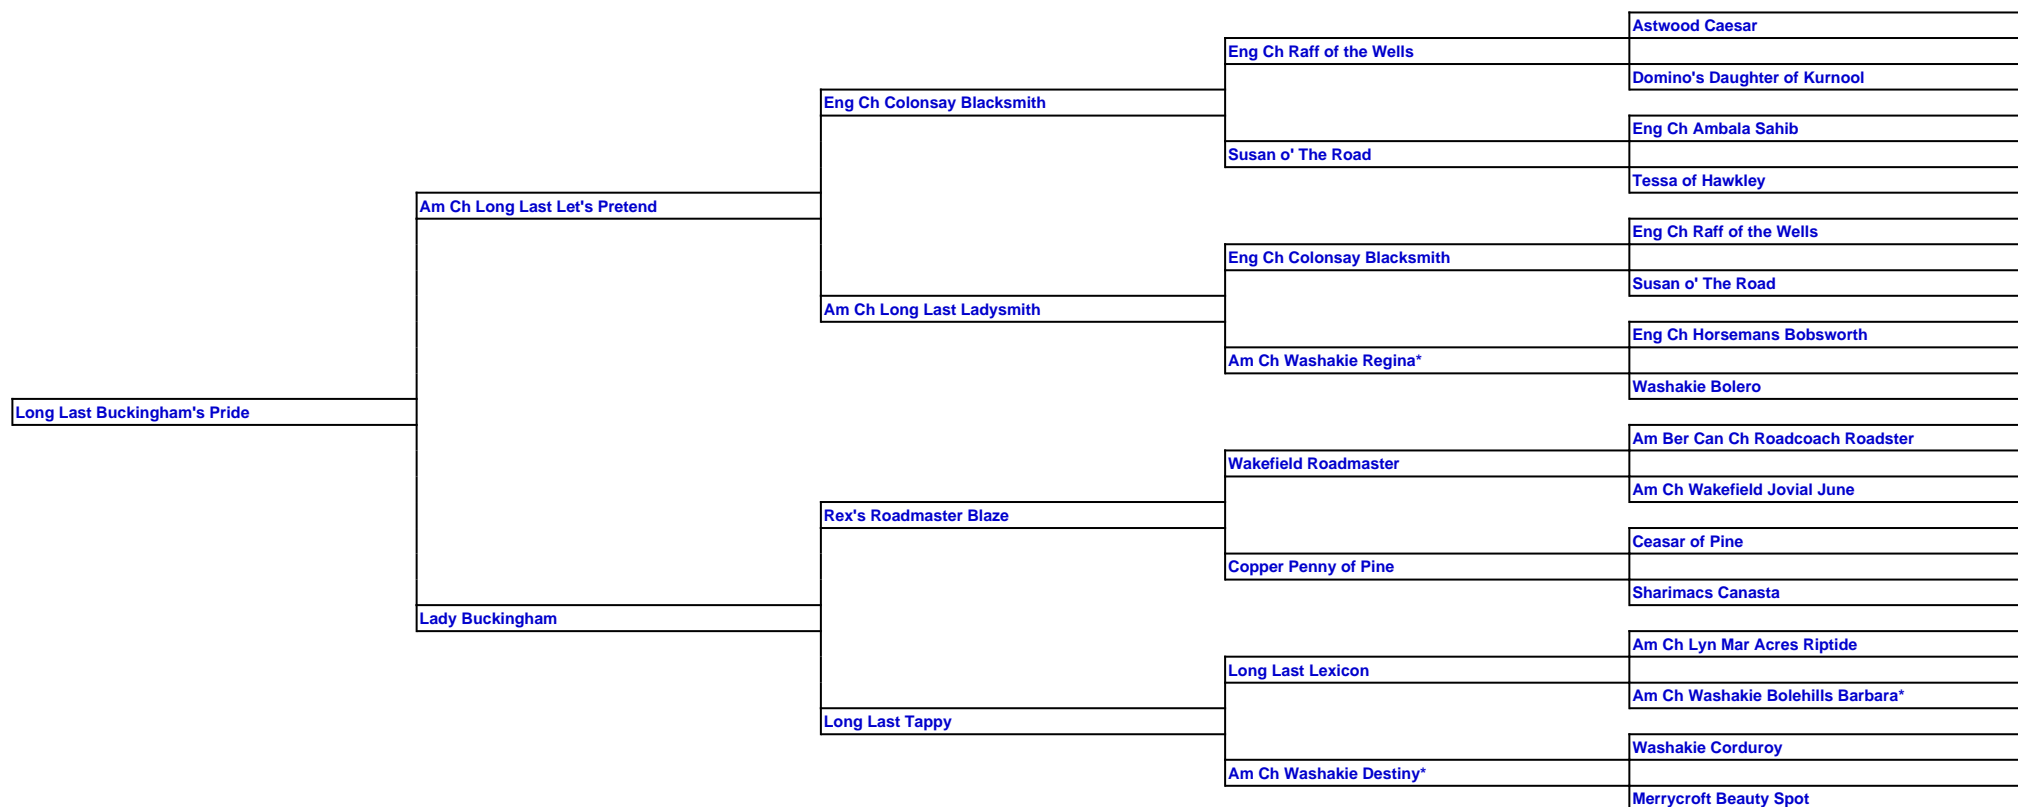 Astwood Caesar
Eng Ch Raff of the Wells
Domino's Daughter of Kurnool
Eng Ch Colonsay Blacksmith
Eng Ch Ambala Sahib
Susan o' The Road
Tessa of Hawkley
Am Ch Long Last Let's Pretend
Eng Ch Raff of the Wells
Eng Ch Colonsay Blacksmith
Susan o' The Road
Am Ch Long Last Ladysmith
Eng Ch Horsemans Bobsworth
Am Ch Washakie Regina*
Washakie Bolero
Long Last Buckingham's Pride
Am Ber Can Ch Roadcoach Roadster
Wakefield Roadmaster
Am Ch Wakefield Jovial June
Rex's Roadmaster Blaze
Ceasar of Pine
Copper Penny of Pine
Sharimacs Canasta
Lady Buckingham
Am Ch Lyn Mar Acres Riptide
Long Last Lexicon
Am Ch Washakie Bolehills Barbara*
Long Last Tappy
Washakie Corduroy
Am Ch Washakie Destiny*
Merrycroft Beauty Spot